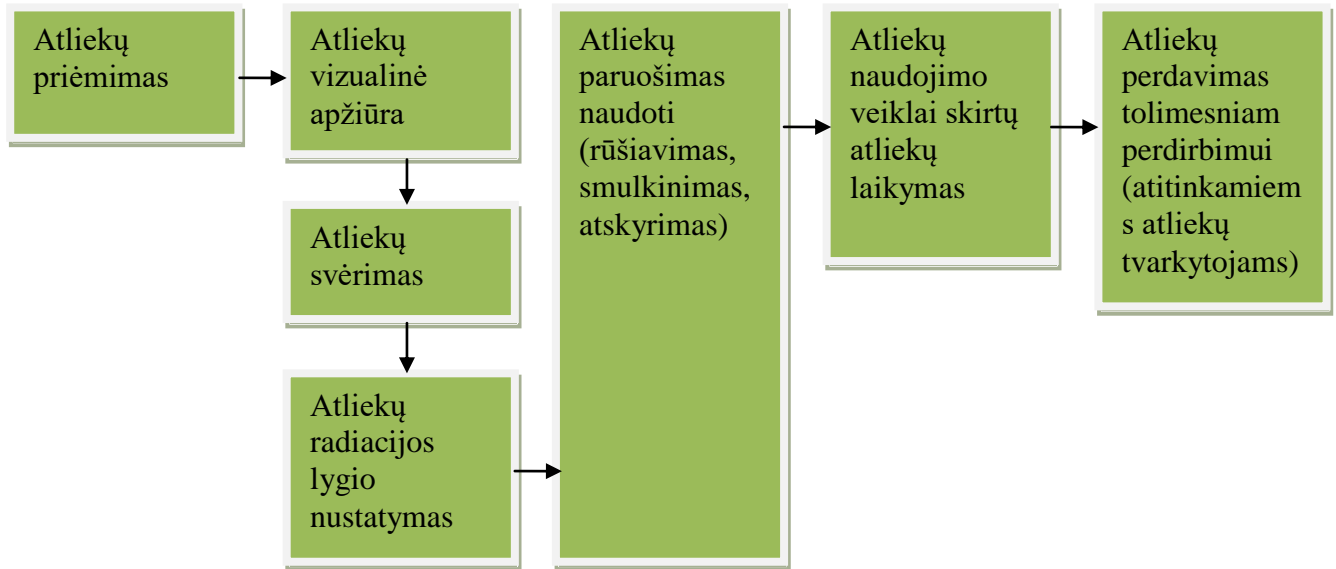 Atliekų
priėmimas
Atliekų
vizualinė
apžiūra
Atliekų
svėrimas
Atliekų
radiacijos
lygio
nustatymas
Atliekų
paruošimas
naudoti
(rūšiavimas,
smulkinimas,
atskyrimas)
Atliekų
naudojimo
veiklai skirtų
atliekų
laikymas
Atliekų
perdavimas
tolimesniam
perdirbimui
(atitinkamiem
s atliekų
tvarkytojams)